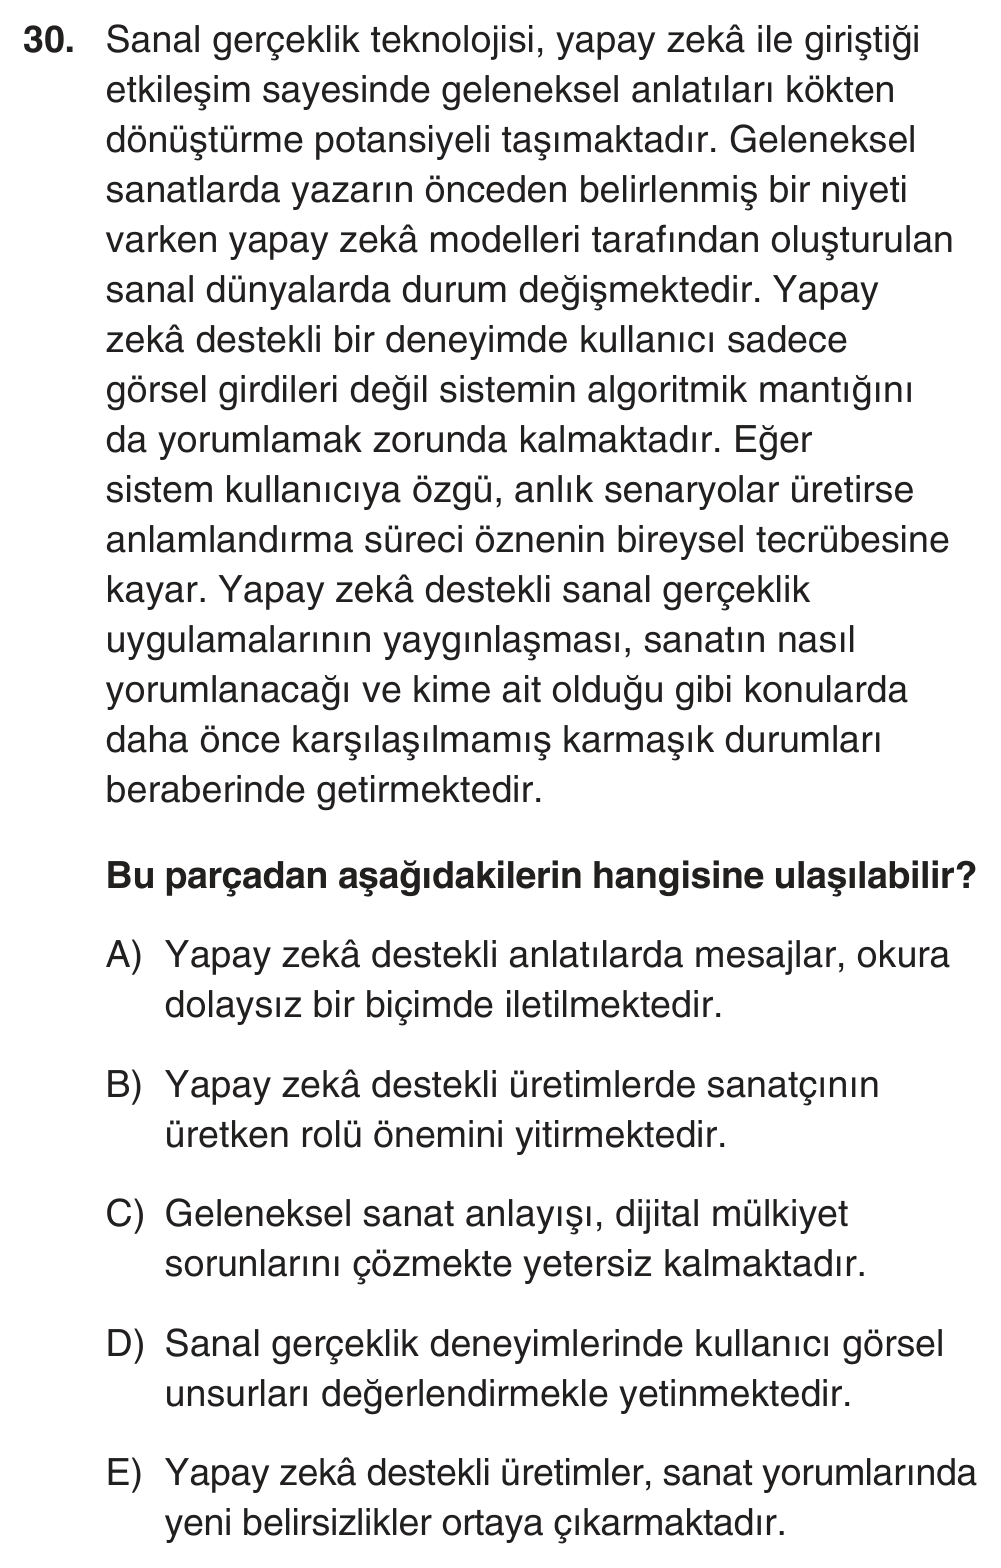 30. Sanal gerçeklik teknolojisi, yapay zekâ ile giriştiği
etkileşim sayesinde geleneksel anlatıları kökten
dönüştürme potansiyeli taşımaktadır. Geleneksel
sanatlarda yazarın önceden belirlenmiş bir niyeti
varken yapay zekâ modelleri tarafından oluşturulan
sanal dünyalarda durum değişmektedir. Yapay
zekâ destekli bir deneyimde kullanıcı sadece
görsel girdileri değil sistemin algoritmik mantığını
da yorumlamak zorunda kalmaktadır. Eğer
sistem kullanıcıya özgü, anlık senaryolar üretirse
anlamlandırma süreci öznenin bireysel tecrübesine
kayar. Yapay zekâ destekli sanal gerçeklik
uygulamalarının yaygınlaşması, sanatın nasıl
yorumlanacağı ve kime ait olduğu gibi konularda
daha önce karşılaşılmamış karmaşık durumları
beraberinde getirmektedir.
Bu parçadan aşağıdakilerin hangisine ulaşılabilir?
A) Yapay zekâ destekli anlatılarda mesajlar, okura
dolaysız bir biçimde iletilmektedir.
B) Yapay zekâ destekli üretimlerde sanatçının
üretken rolü önemini yitirmektedir.
C) Geleneksel sanat anlayışı, dijital mülkiyet
sorunlarını çözmekte yetersiz kalmaktadır.
D) Sanal gerçeklik deneyimlerinde kullanıcı görsel
unsurları değerlendirmekle yetinmektedir.
E) Yapay zekâ destekli üretimler, sanat yorumlarında
yeni belirsizlikler ortaya çıkarmaktadır.